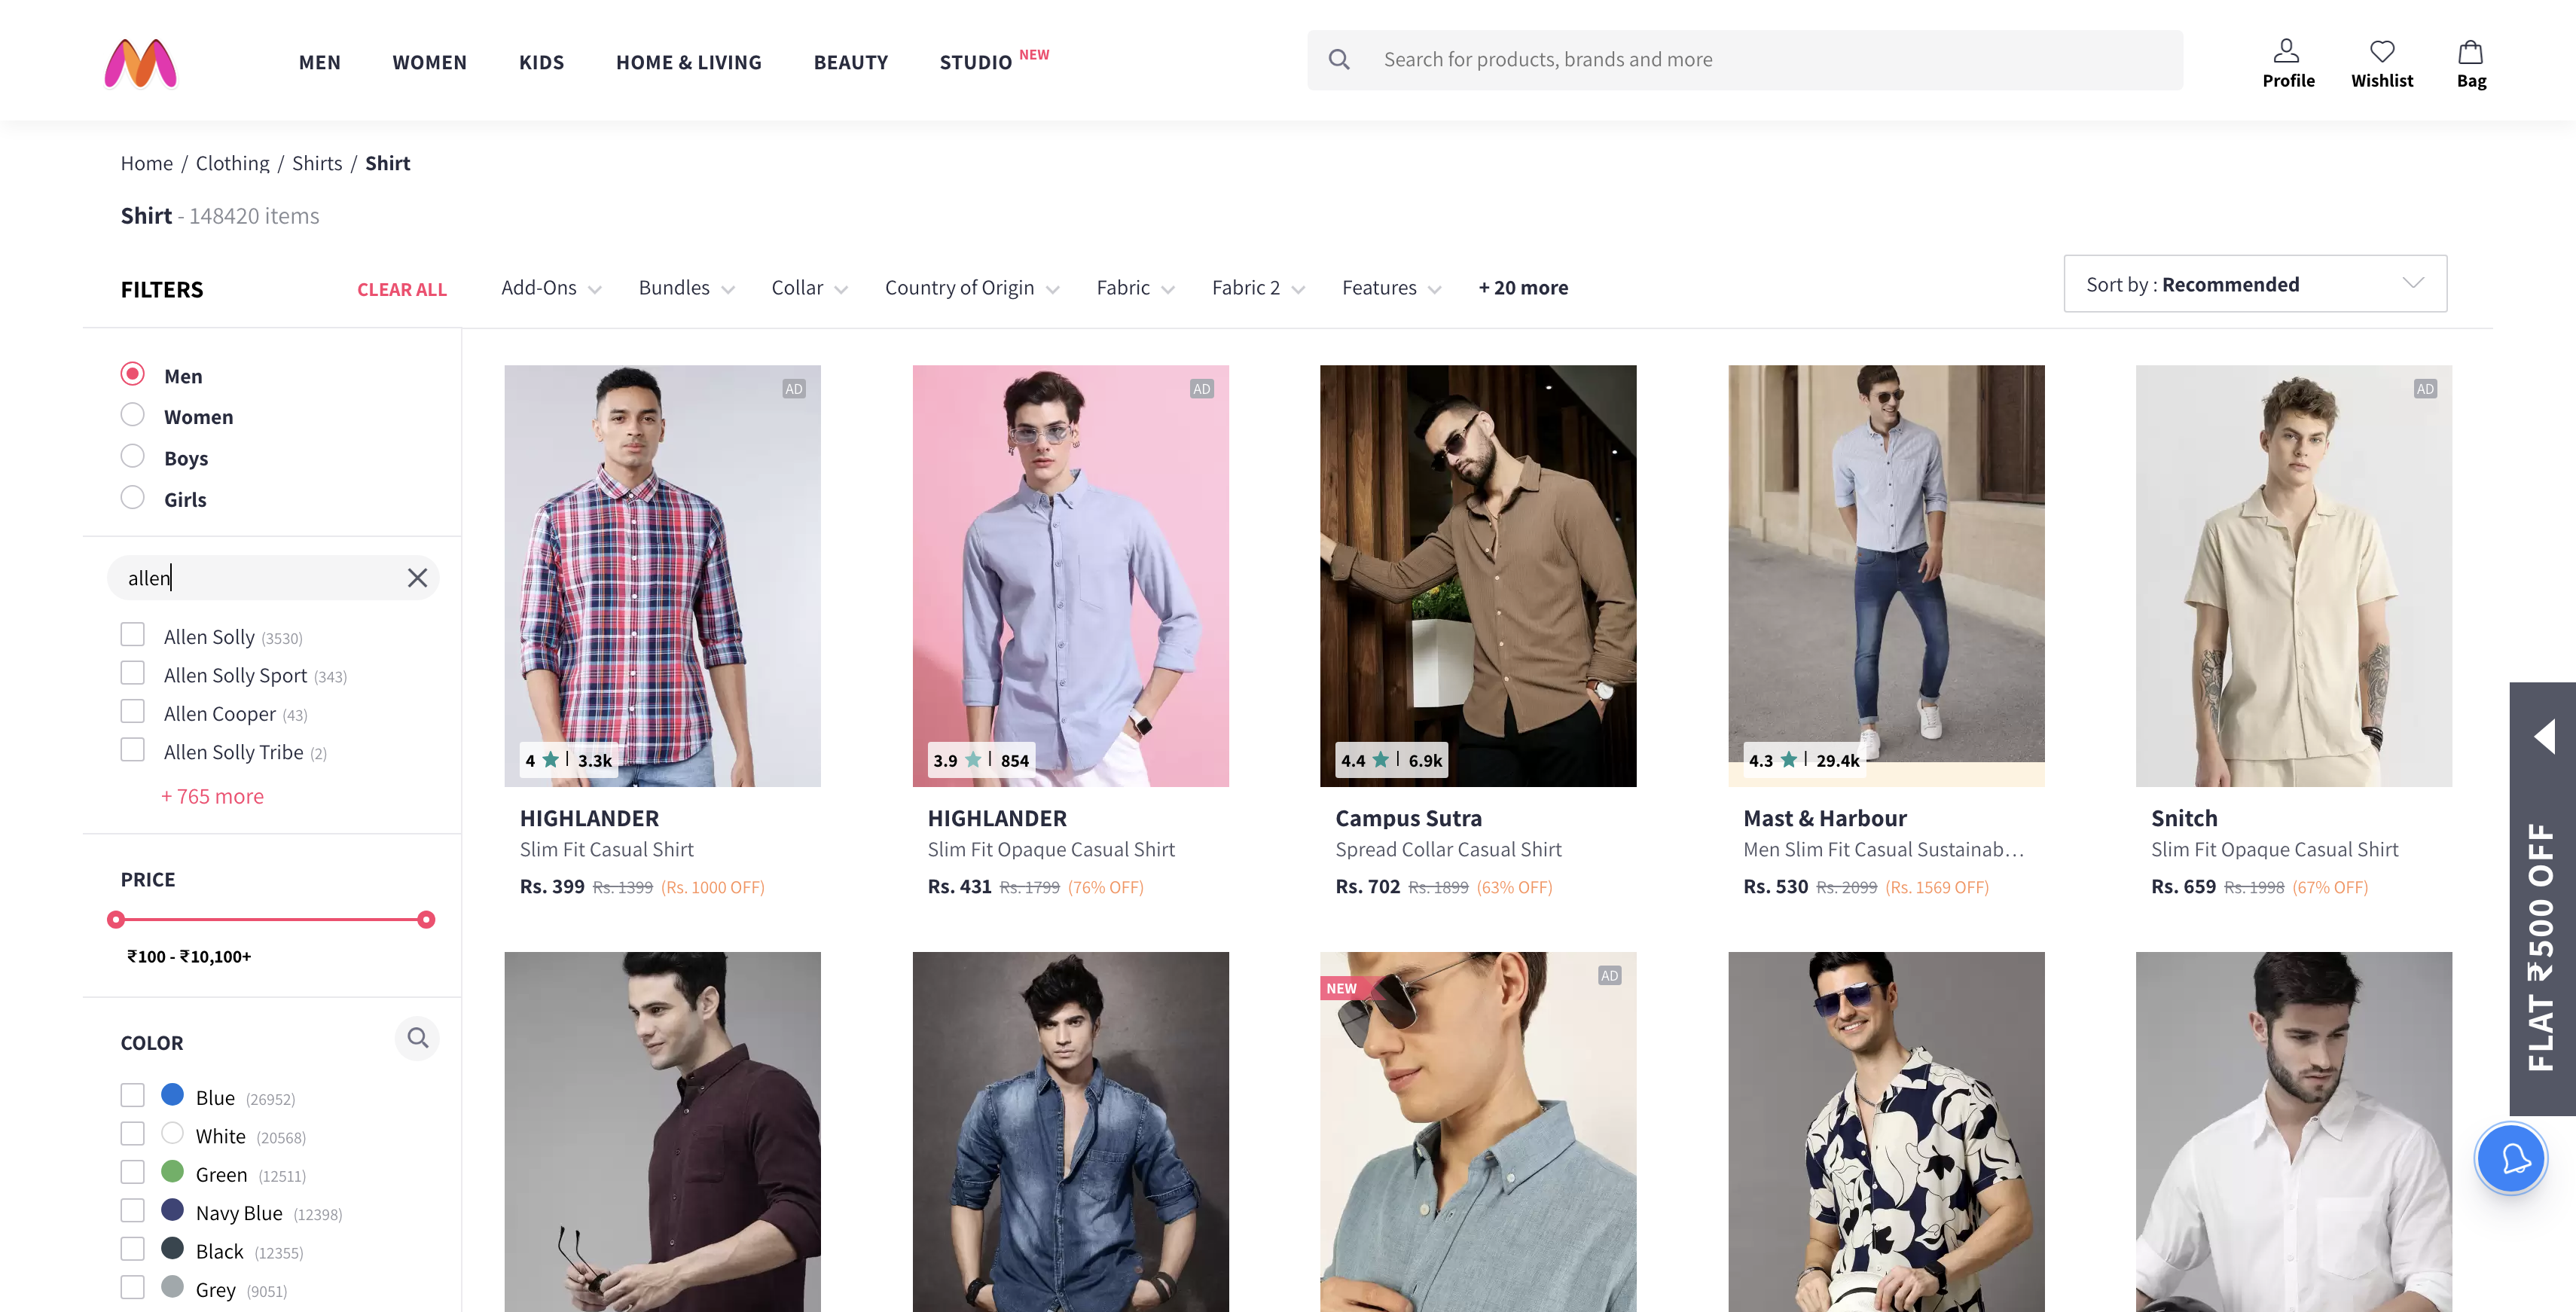 MEN WOMEN KIDS HOME & LIVING BEAUTY STUDIO NEW
Search for products, brands and more
Profile Wishlist Bag
Home / Clothing / Shirts / Shirt
Shirt - 148420 items
FILTERS CLEAR ALL
Add-Ons Bundles Collar Country of Origin Fabric Fabric 2 Features + 20 more
Sort by : Recommended
Men
Women
Boys
Girls
allen
Allen Solly (3530)
Allen Solly Sport (343)
Allen Cooper (43)
Allen Solly Tribe (2)
+ 765 more
PRICE
₹100 - ₹10,100+
COLOR
Blue (26952)
White (20568)
Green (12511)
Navy Blue (12398)
Black (12355)
Grey (9051)
AD
4 | 3.3k
HIGHLANDER
Slim Fit Casual Shirt
Rs. 399 Rs. 1399 (Rs. 1000 OFF)
AD
3.9 | 854
HIGHLANDER
Slim Fit Opaque Casual Shirt
Rs. 431 Rs. 1799 (76% OFF)
4.4 | 6.9k
Campus Sutra
Spread Collar Casual Shirt
Rs. 702 Rs. 1899 (63% OFF)
4.3 | 29.4k
Mast & Harbour
Men Slim Fit Casual Sustainab...
Rs. 530 Rs. 2099 (Rs. 1569 OFF)
AD
Snitch
Slim Fit Opaque Casual Shirt
Rs. 659 Rs. 1998 (67% OFF)
NEW
AD
FLAT ₹500 OFF